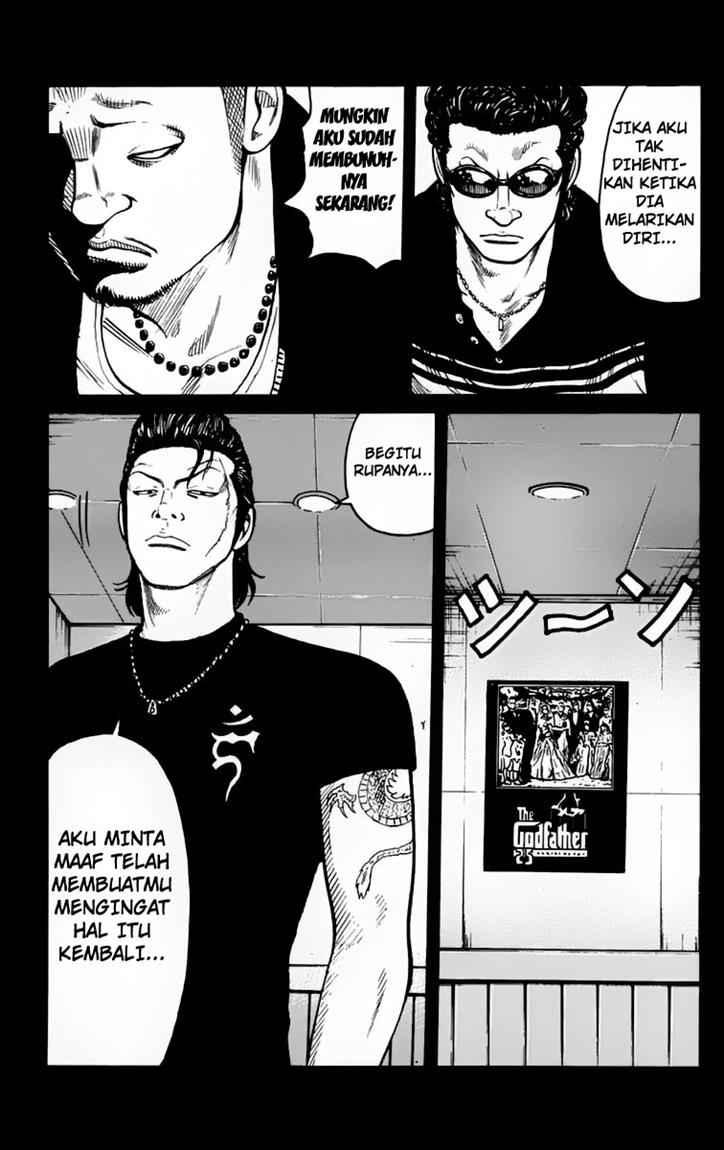 JIKA AKU
TAK
DIHENTI-
KAN KETIKA
DIA
MELARIKAN
DIRI...
MUNGKIN
AKU SUDAH
MEMBUNUH-
NYA
SEKARANG!
ツーン
The
Godfather
BEGITU
RUPANYA...
AKU MINTA
MAAF TELAH
MEMBUATMU
MENGINGAT
HAL ITU
KEMBALI...